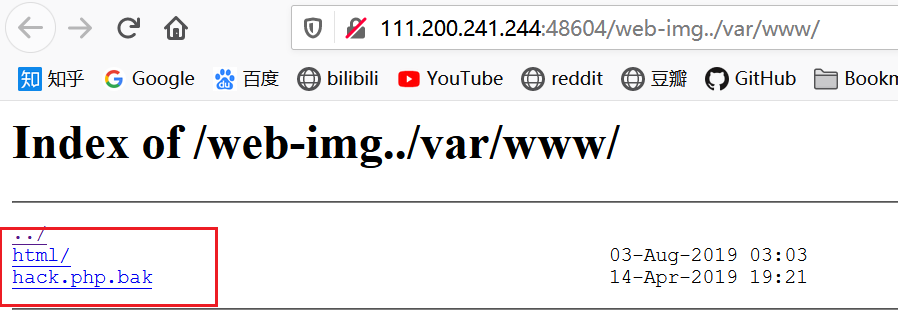 111.200.241.244:48604/web-img../var/www/
知 知乎 Google 百度 bilibili YouTube reddit 豆瓣 GitHub Bookm
Index of /web-img../var/www/
../
html/ 03-Aug-2019 03:03
hack.php.bak 14-Apr-2019 19:21